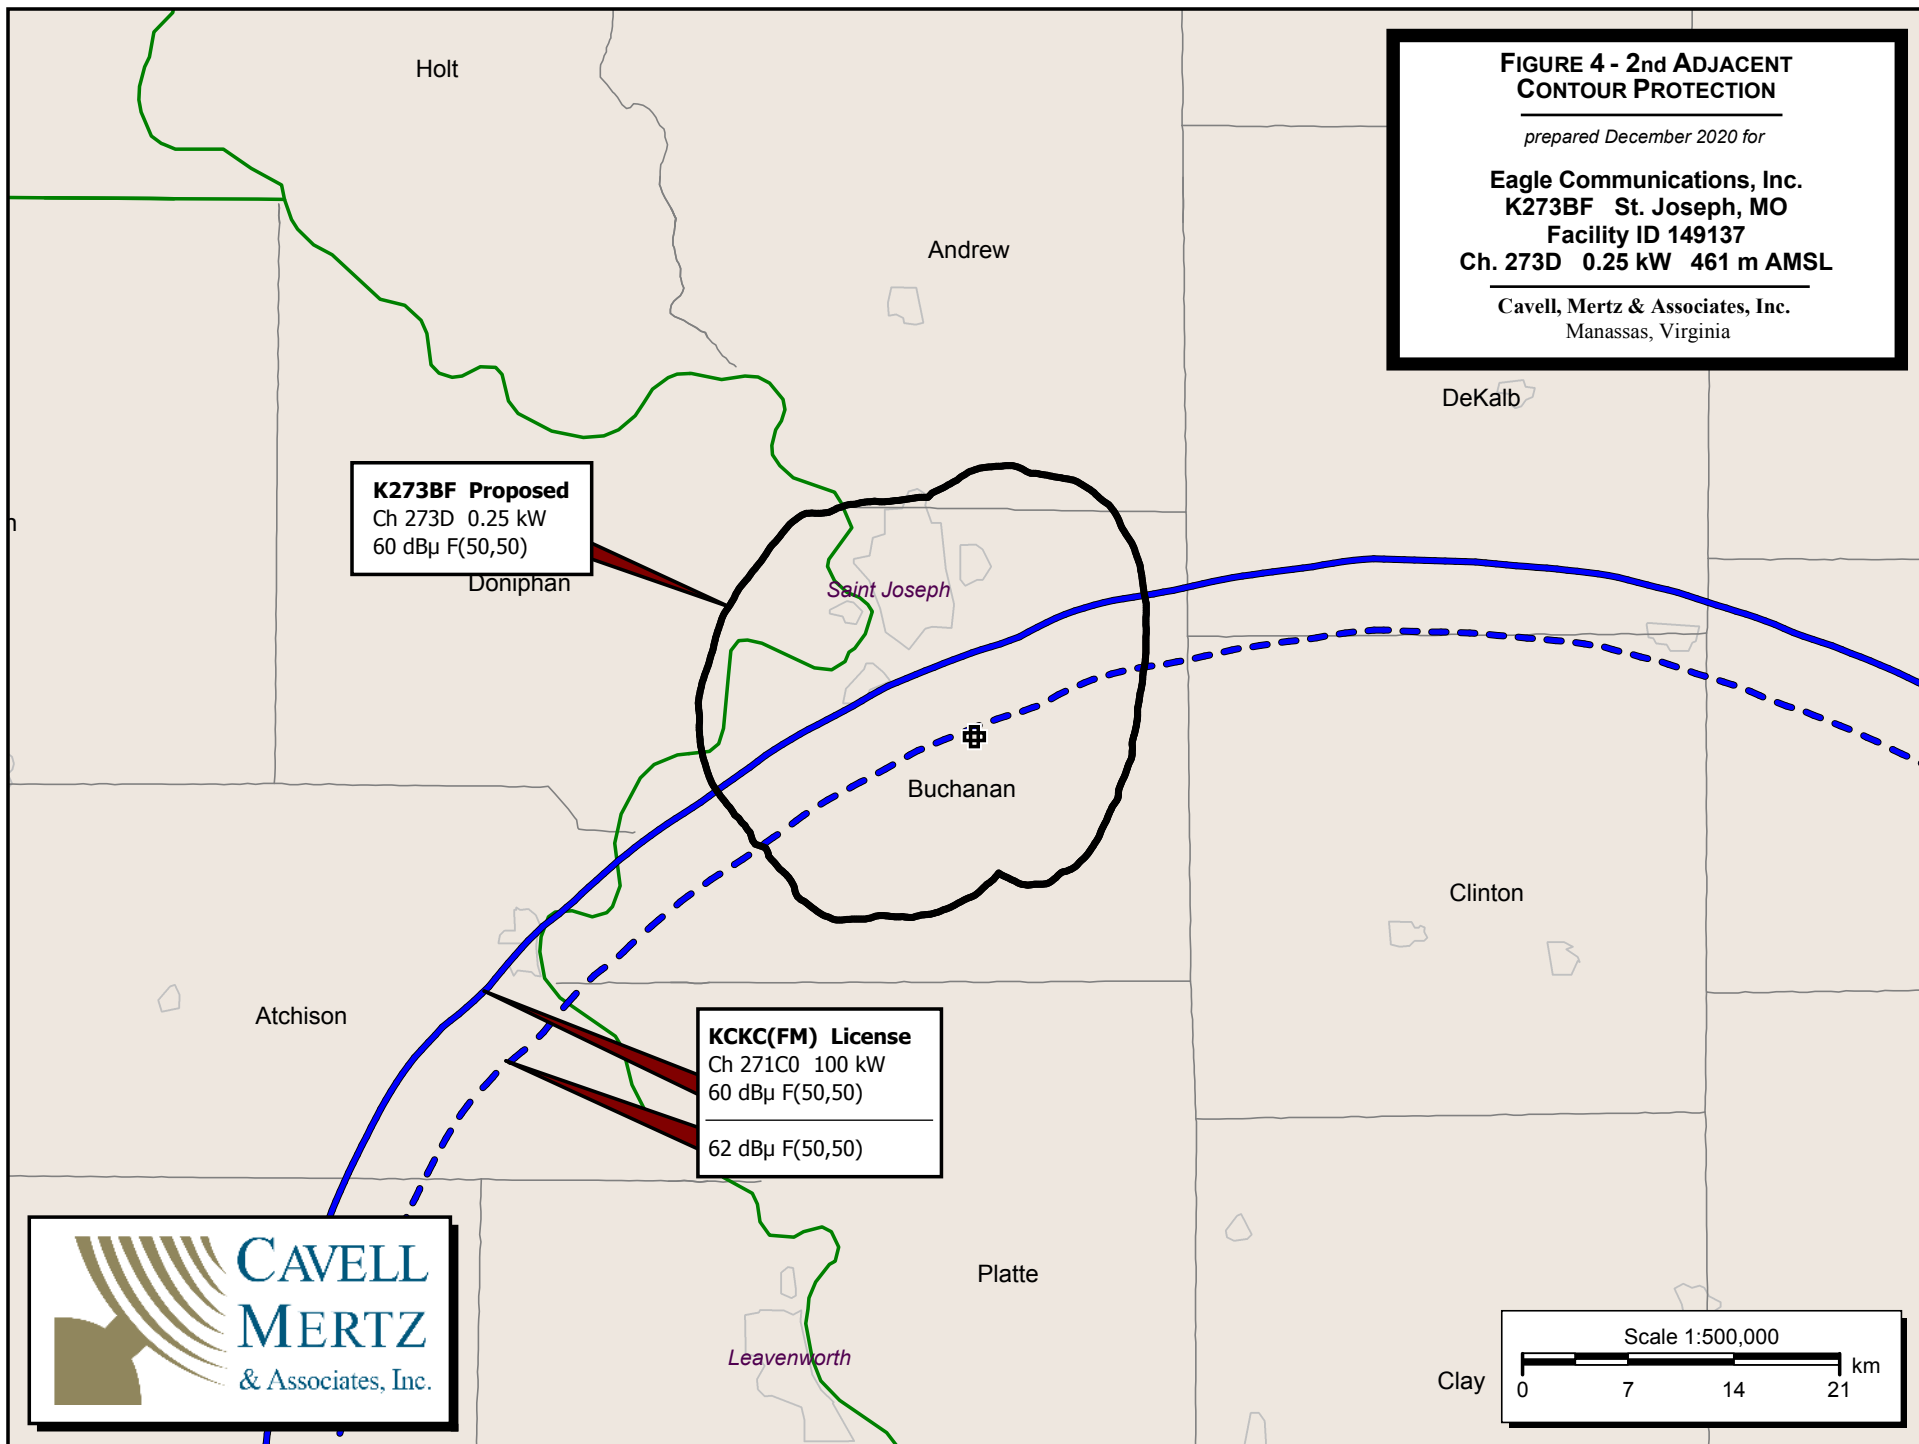 Holt
FIGURE 4 - 2nd ADJACENT
CONTOUR PROTECTION
prepared December 2020 for
Eagle Communications, Inc.
K273BF St. Joseph, MO
Facility ID 149137
Ch. 273D 0.25 kW 461 m AMSL
Cavell, Mertz & Associates, Inc.
Manassas, Virginia
Andrew
DeKalb
K273BF Proposed
Ch 273D 0.25 kW
60 dBµ F(50,50)
Doniphan
Saint Joseph
Buchanan
Clinton
Atchison
KCKC(FM) License
Ch 271C0 100 kW
60 dBµ F(50,50)
62 dBµ F(50,50)
Platte
Leavenworth
Clay
CAVELL
MERTZ
& Associates, Inc.
Scale 1:500,000
km
0 7 14 21